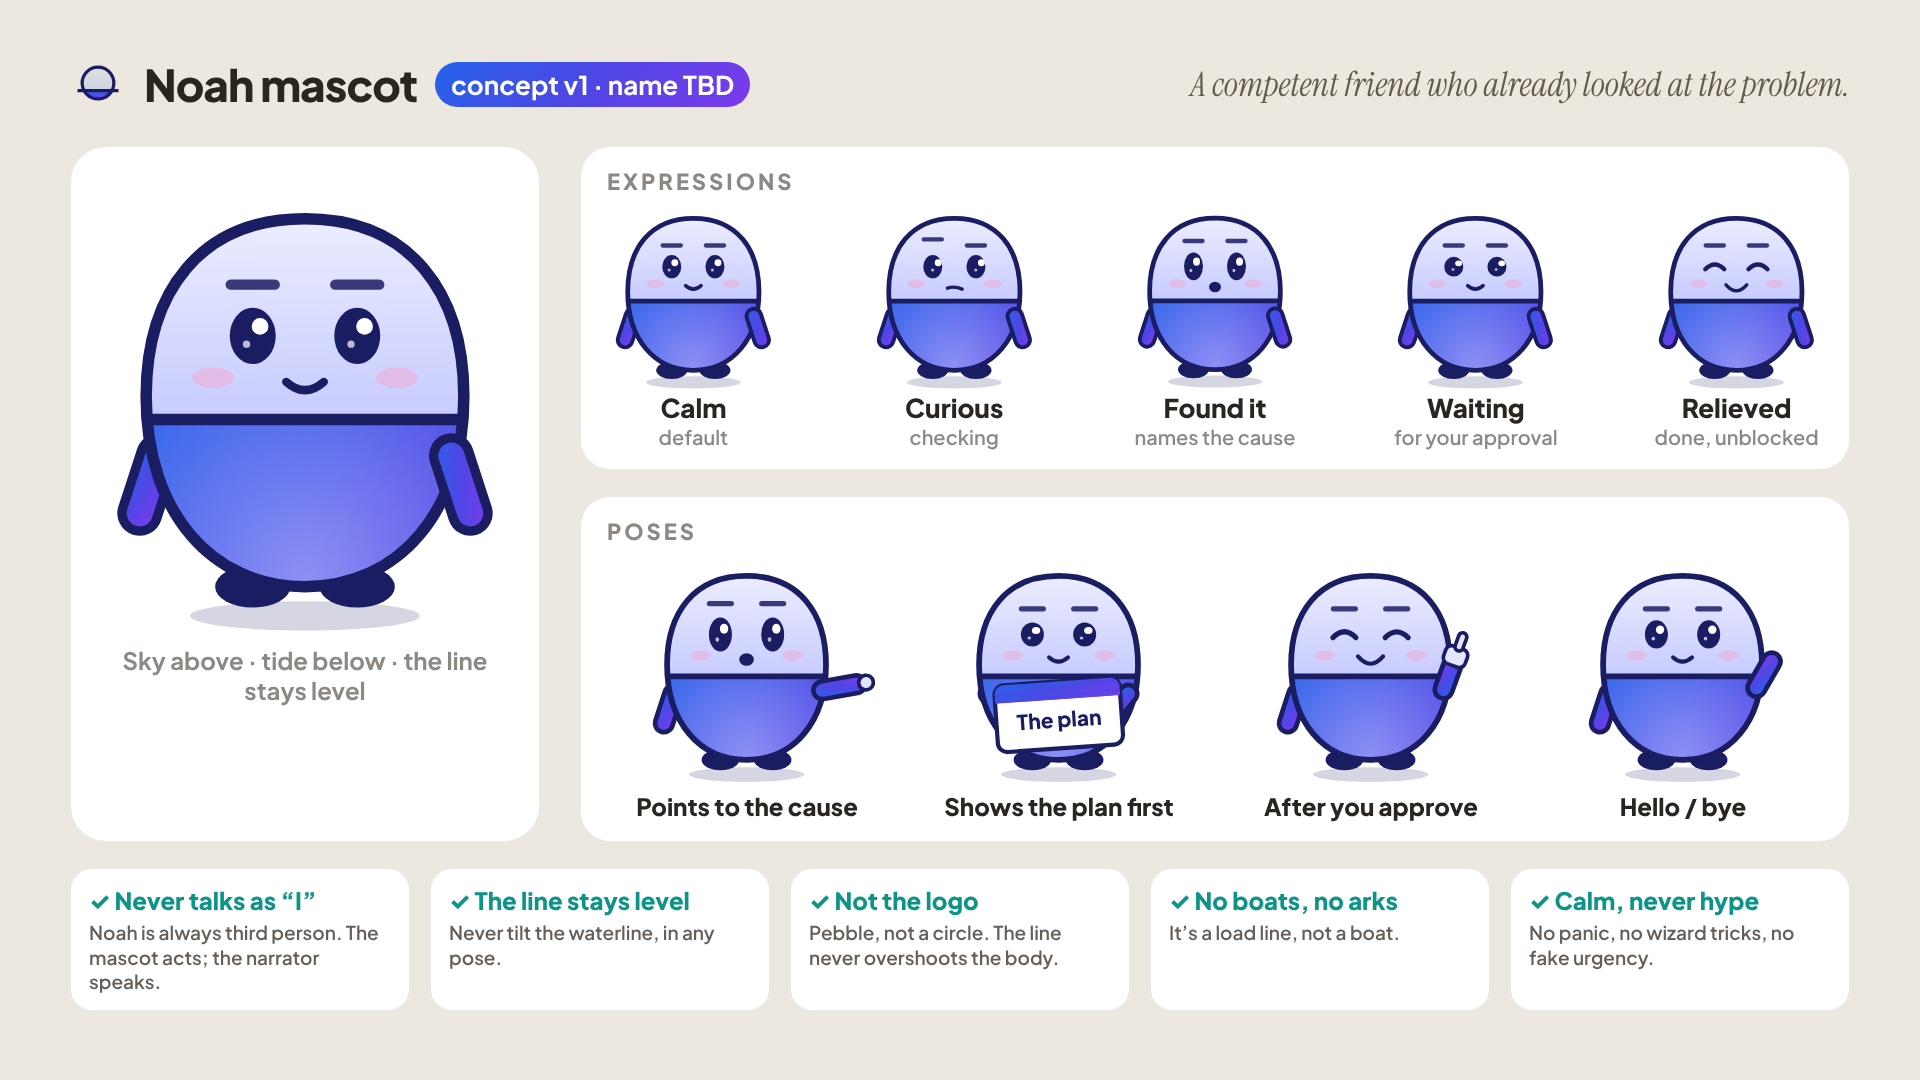 Noah mascot
concept v1 · name TBD
A competent friend who already looked at the problem.
Sky above · tide below · the line
stays level
EXPRESSIONS
Calm
default
Curious
checking
Found it
names the cause
Waiting
for your approval
Relieved
done, unblocked
POSES
The plan
Points to the cause
Shows the plan first
After you approve
Hello / bye
✓ Never talks as “I”
Noah is always third person. The
mascot acts; the narrator
speaks.
✓ The line stays level
Never tilt the waterline, in any
pose.
✓ Not the logo
Pebble, not a circle. The line
never overshoots the body.
✓ No boats, no arks
It’s a load line, not a boat.
✓ Calm, never hype
No panic, no wizard tricks, no
fake urgency.